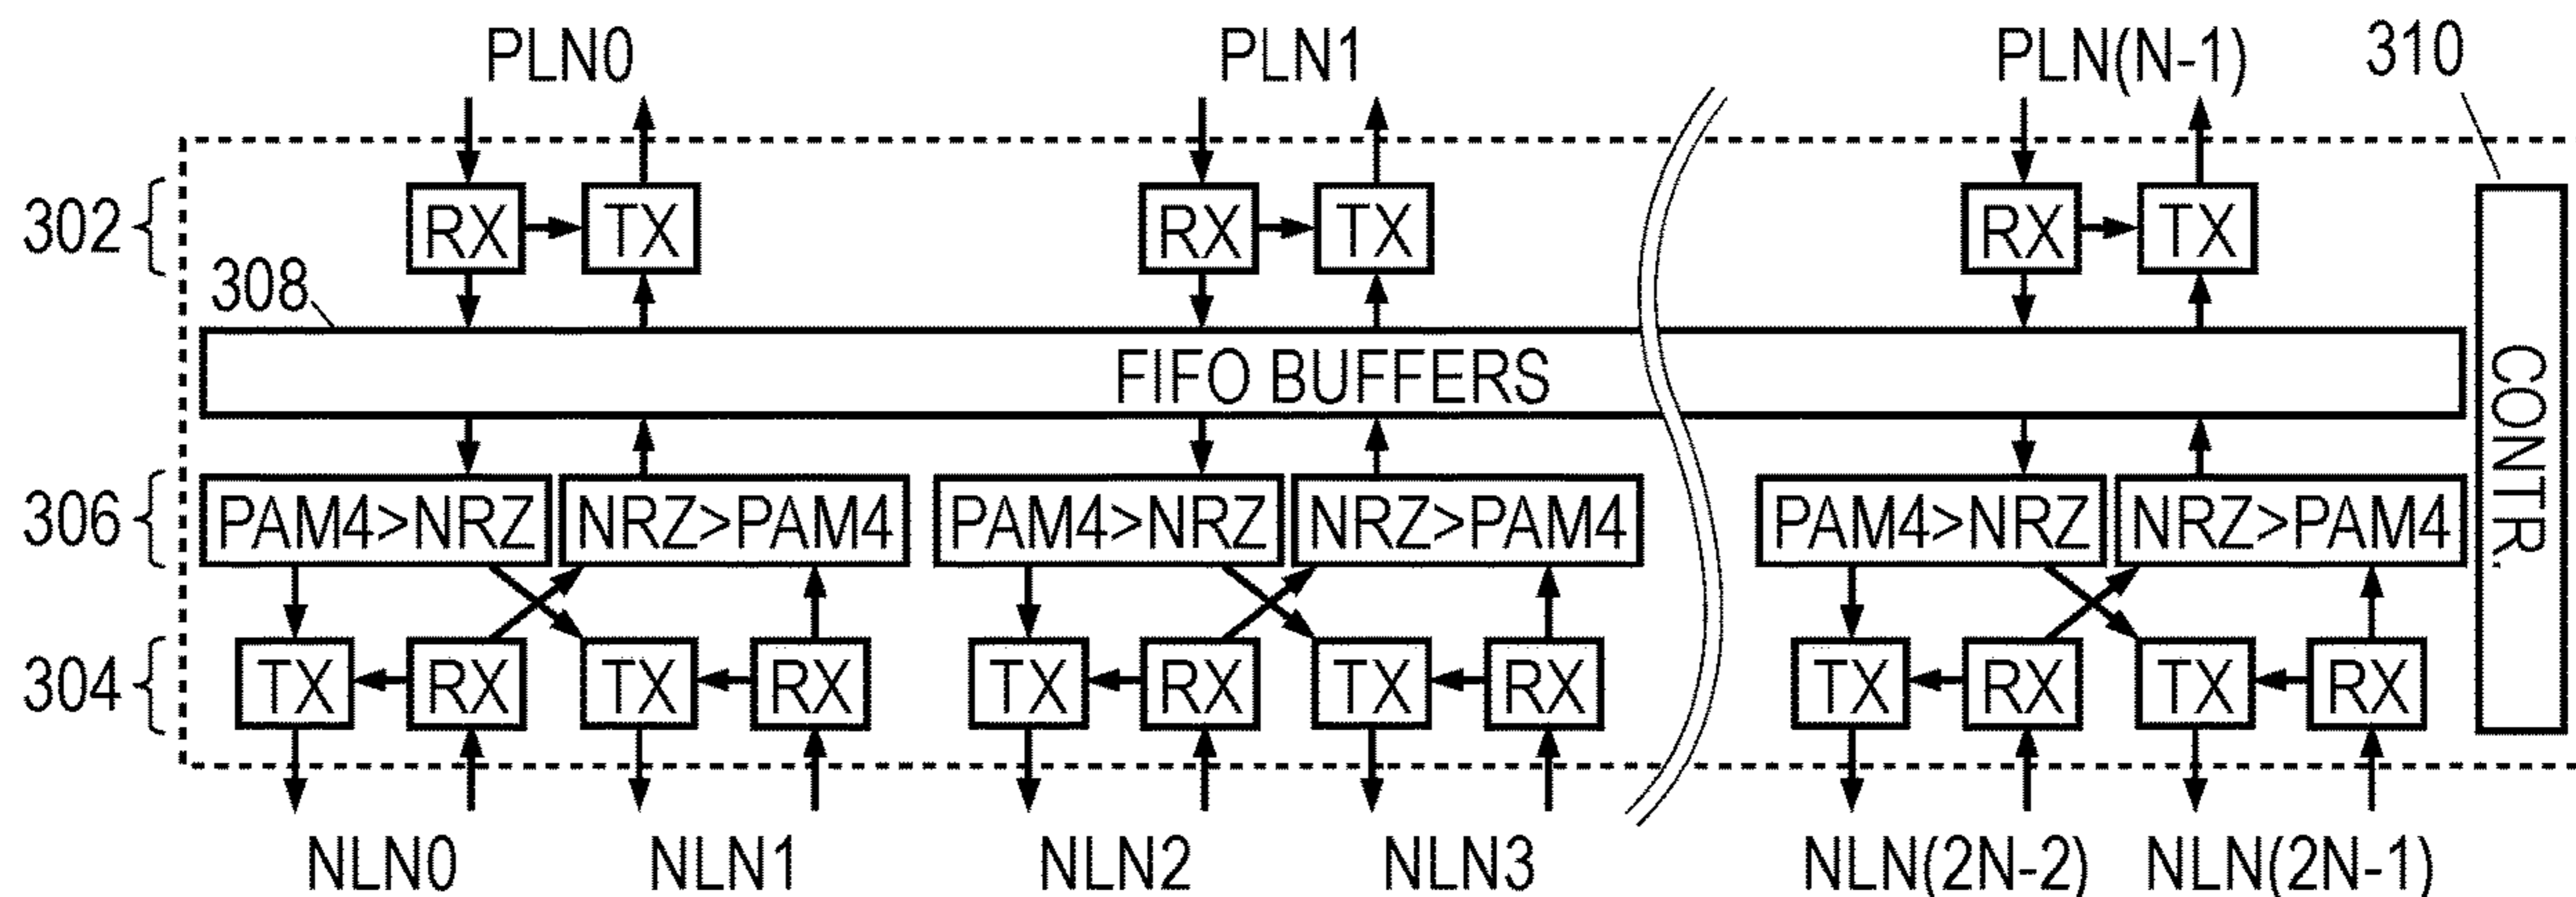 PLN0 PLN1 PLN(N-1) 310
302 RX TX RX TX RX TX
308
FIFO BUFFERS
CONTR.
306 PAM4>NRZ NRZ>PAM4 PAM4>NRZ NRZ>PAM4 PAM4>NRZ NRZ>PAM4
304 TX RX TX RX TX RX TX RX TX RX TX RX
NLN0 NLN1 NLN2 NLN3 NLN(2N-2) NLN(2N-1)